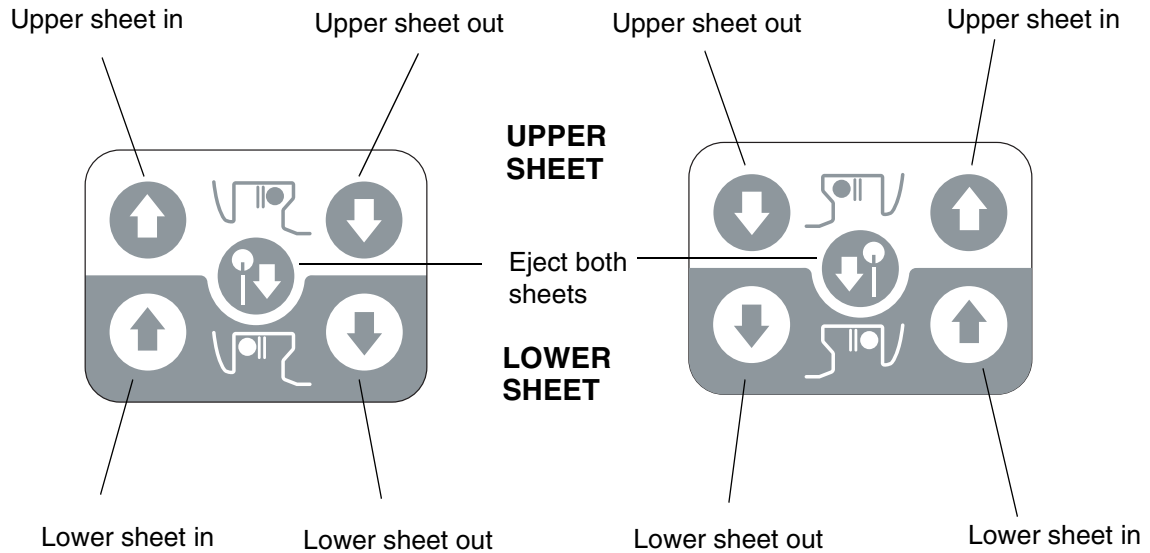 Upper sheet in
Upper sheet out
Upper sheet out
Upper sheet in
UPPER
SHEET
Eject both
sheets
LOWER
SHEET
Lower sheet in
Lower sheet out
Lower sheet out
Lower sheet in